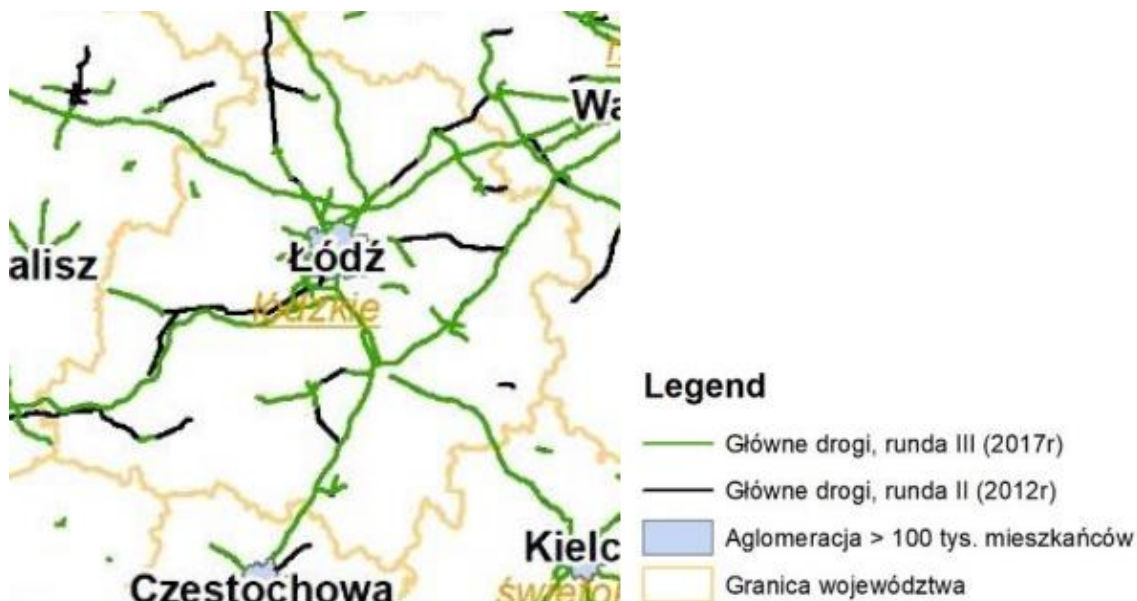 Wa
alisz
Łódź
łódzkie
Legend
Główne drogi, runda III (2017r)
Główne drogi, runda II (2012r)
Aglomeracja > 100 tys. mieszkańców
Granica województwa
Kielc
Częstochowa
święto